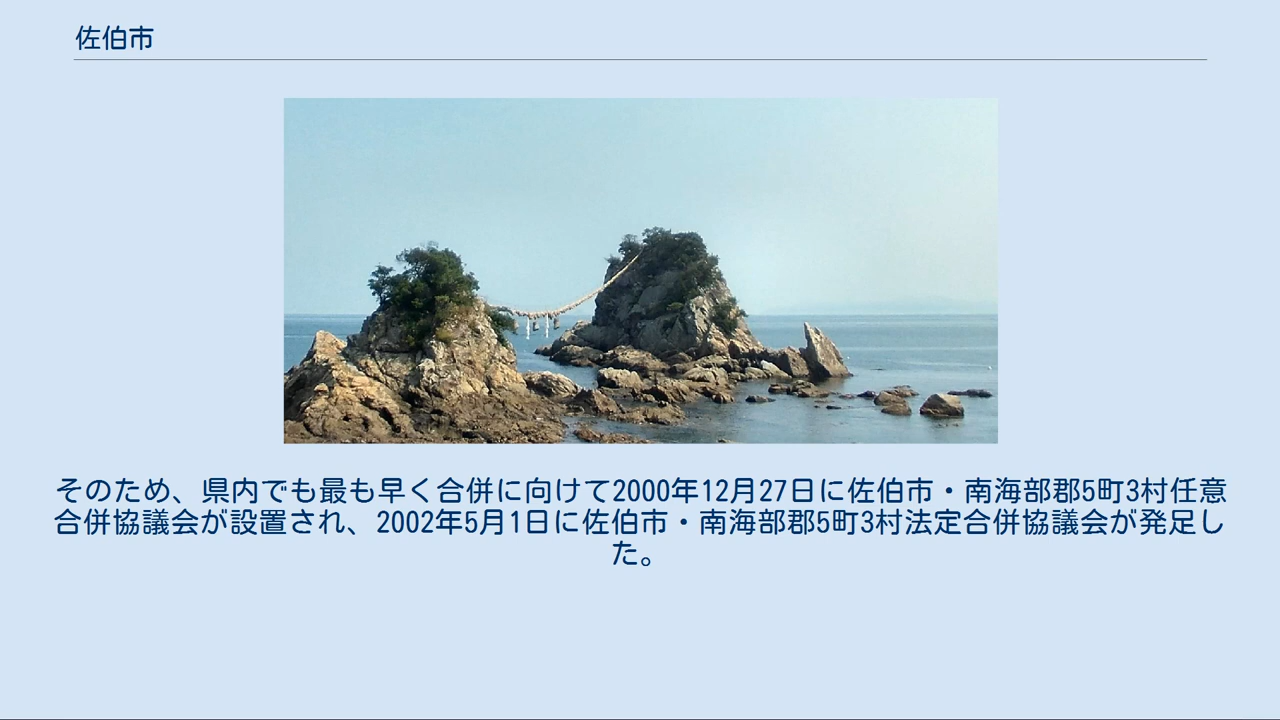 佐伯市
そのため、県内でも最も早く合併に向けて2000年12月27日に佐伯市・南海部郡5町3村任意
合併協議会が設置され、2002年5月1日に佐伯市・南海部郡5町3村法定合併協議会が発足し
た。